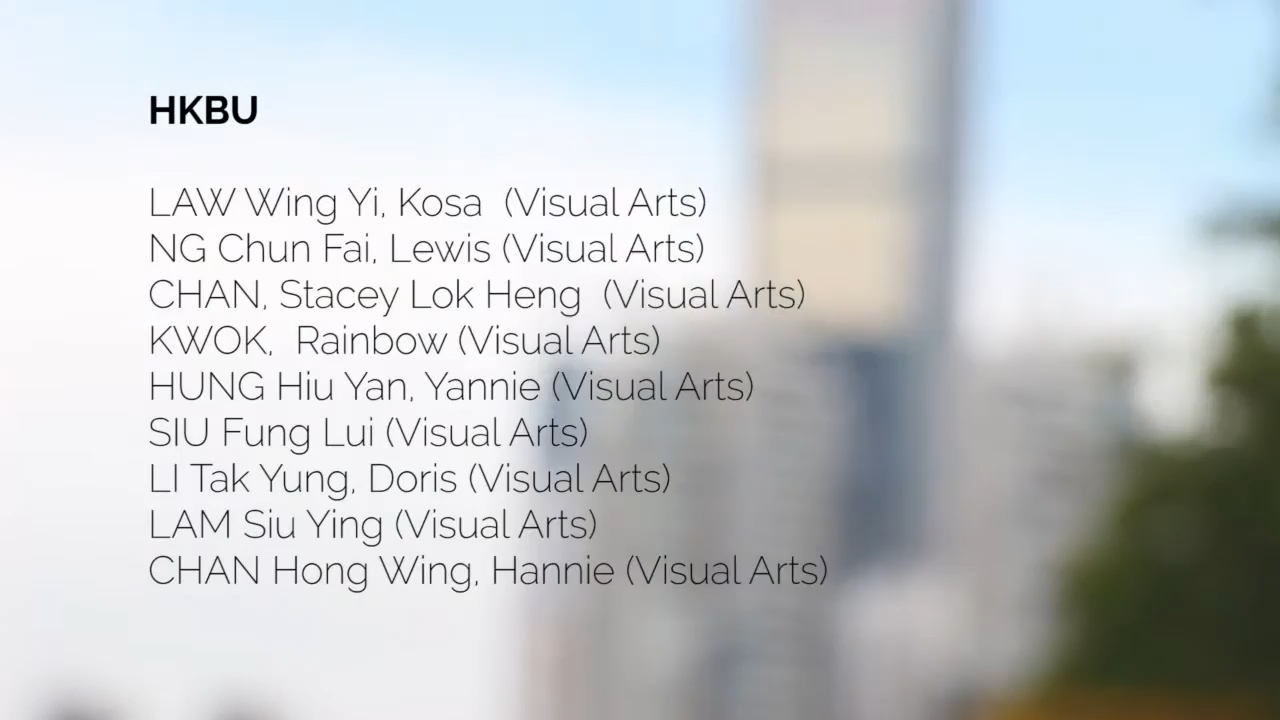 HKBU
LAW Wing Yi, Kosa  (Visual Arts)
NG Chun Fai, Lewis (Visual Arts)
CHAN, Stacey Lok Heng  (Visual Arts)
KWOK,  Rainbow (Visual Arts)
HUNG Hiu Yan, Yannie (Visual Arts)
SIU Fung Lui (Visual Arts)
LI Tak Yung, Doris (Visual Arts)
LAM Siu Ying (Visual Arts)
CHAN Hong Wing, Hannie (Visual Arts)